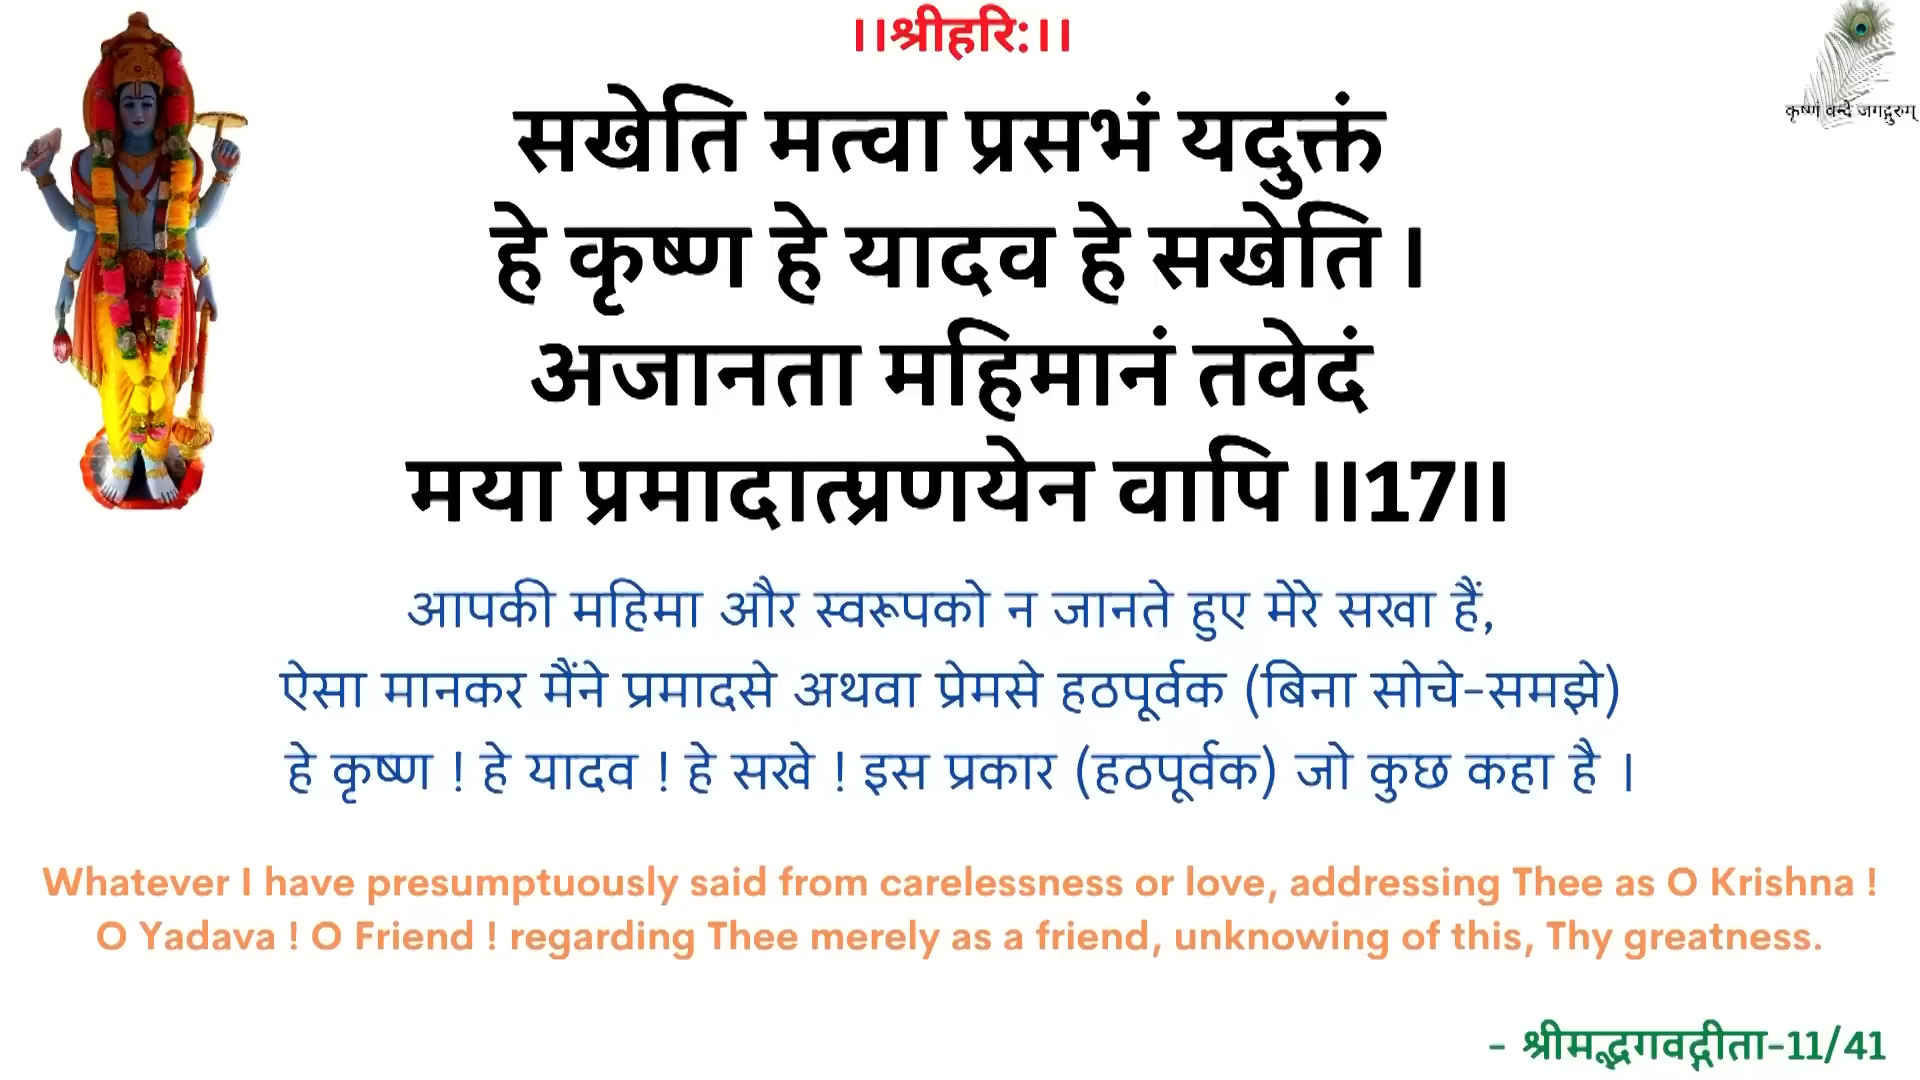 ।।श्रीहरि:।।
कृष्णं वन्दे जगद्गुरुम्
सखेति मत्वा प्रसभं यदुक्तं
हे कृष्ण हे यादव हे सखेति ।
अजानता महिमानं तवेदं
मया प्रमादात्प्रणयेन वापि ॥17॥
आपकी महिमा और स्वरूपको न जानते हुए मेरे सखा हैं,
ऐसा मानकर मैंने प्रमादसे अथवा प्रेमसे हठपूर्वक (बिना सोचे-समझे)
हे कृष्ण ! हे यादव ! हे सखे ! इस प्रकार (हठपूर्वक) जो कुछ कहा है ।
Whatever I have presumptuously said from carelessness or love, addressing Thee as O Krishna !
O Yadava ! O Friend ! regarding Thee merely as a friend, unknowing of this, Thy greatness.
- श्रीमद्भगवद्गीता-11/41